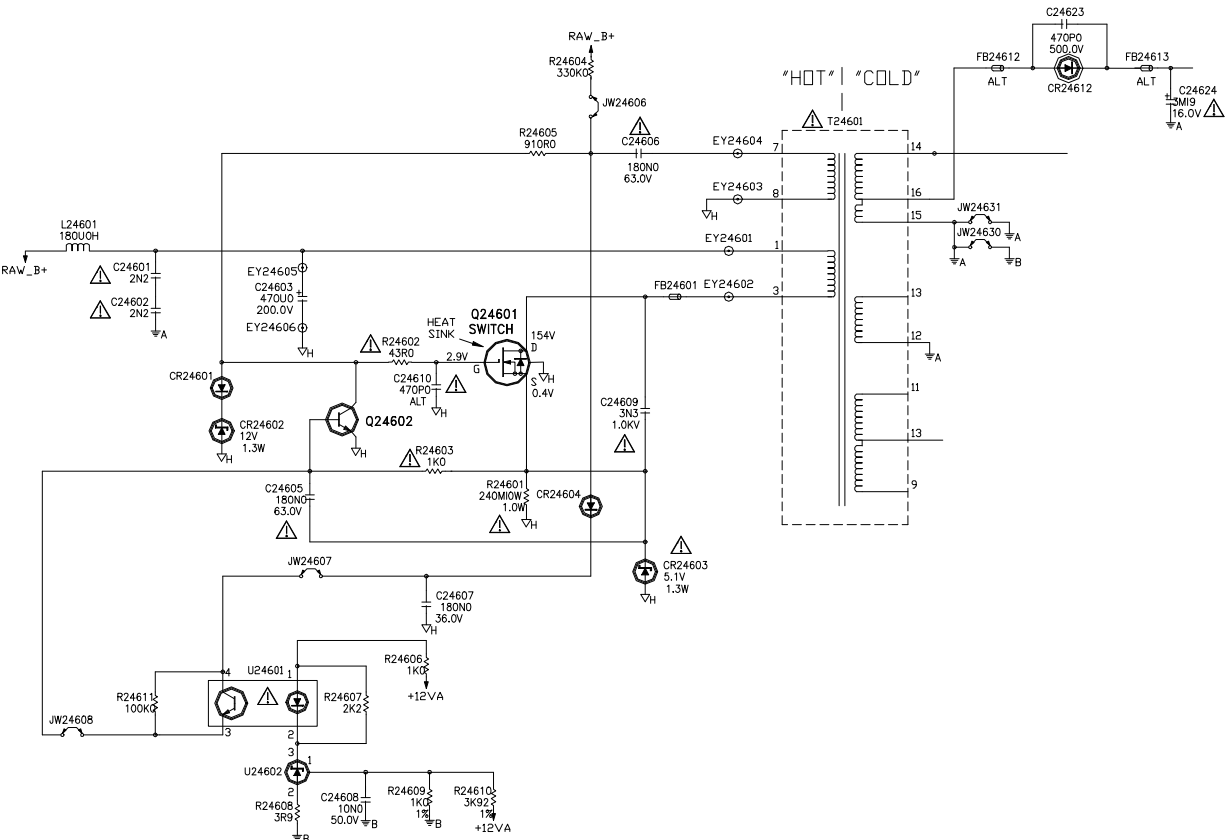 C24623
470P0
500.0V
FB24612
ALT
CR24612
FB24613
ALT
C24624
3MI9
16.0V
A
RAW_B+
R24604
330K0
JW24606
"HOT" | "COLD"
T24601
R24605
910R0
C24606
180N0
63.0V
EY24604
7
14
EY24603
8
H
16
15
JW24631
A
JW24630
A
B
L24601
180U0H
RAW_B+
EY24601
1
C24601
2N2
C24602
2N2
A
EY24605
C24603
470U0
200.0V
EY24606
H
FB24601
EY24602
3
13
12
A
Q24601
SWITCH
HEAT
SINK
154V
D
R24602
43R0
2.9V
G
H
S
0.4V
C24610
470P0
ALT
H
CR24601
CR24602
12V
1.3W
H
Q24602
H
C24609
3N3
1.0KV
11
13
9
R24603
1K0
C24605
180N0
63.0V
R24601
240MI0W
1.0W
H
CR24604
CR24603
5.1V
1.3W
H
JW24607
C24607
180N0
36.0V
H
R24606
1K0
+12VA
4
U24601
1
R24611
100K0
R24607
2K2
JW24608
3
2
3
1
U24602
2
R24608
3R9
B
C24608
10N0
50.0V
B
R24609
1K0
1%
B
R24610
3K92
1%
+12VA